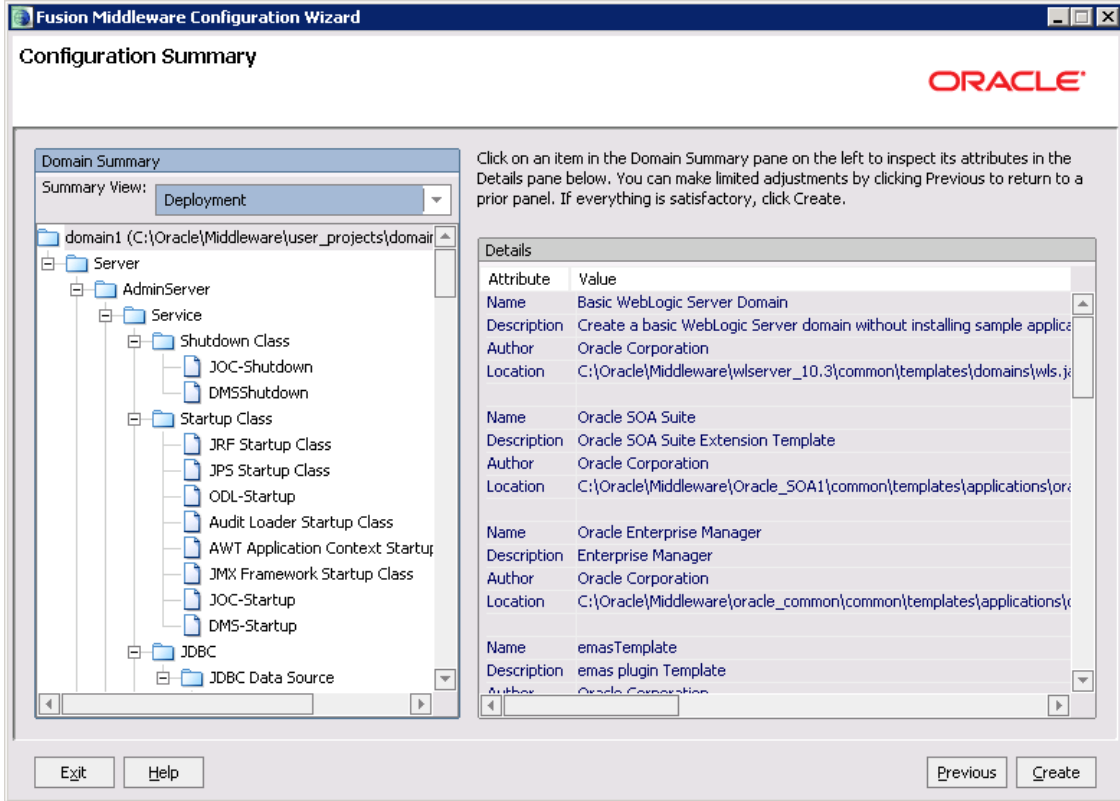 Fusion Middleware Configuration Wizard
Configuration Summary
ORACLE
Domain Summary
Summary View:
Deployment
domain1 (C:\Oracle\Middleware\user_projects\domain
Server
AdminServer
Service
Shutdown Class
JOC-Shutdown
DMSShutdown
Startup Class
JRF Startup Class
JPS Startup Class
ODL-Startup
Audit Loader Startup Class
AWT Application Context Startup
JMX Framework Startup Class
JOC-Startup
DMS-Startup
JDBC
JDBC Data Source
Click on an item in the Domain Summary pane on the left to inspect its attributes in the
Details pane below. You can make limited adjustments by clicking Previous to return to a
prior panel. If everything is satisfactory, click Create.
Details
Attribute Value
Name Basic WebLogic Server Domain
Description Create a basic WebLogic Server domain without installing sample applica
Author Oracle Corporation
Location C:\Oracle\Middleware\wlserver_10.3\common\templates\domains\wls.ja
Name Oracle SOA Suite
Description Oracle SOA Suite Extension Template
Author Oracle Corporation
Location C:\Oracle\Middleware\Oracle_SOA1\common\templates\applications\ora
Name Oracle Enterprise Manager
Description Enterprise Manager
Author Oracle Corporation
Location C:\Oracle\Middleware\oracle_common\common\templates\applications\
Name emasTemplate
Description emas plugin Template
Author Oracle Corporation
Exit
Help
Previous
Create